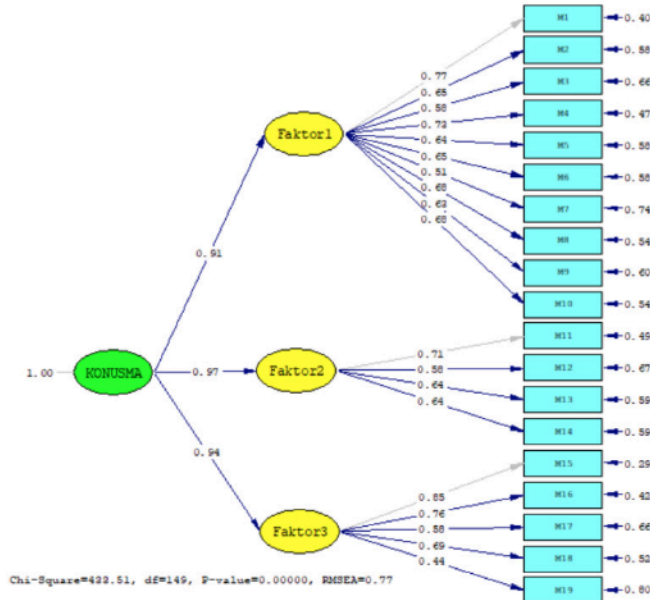 M1 0.40
M2 0.58
M3 0.66
M4 0.47
M5 0.58
M6 0.58
M7 0.74
M8 0.54
M9 0.60
M10 0.54
M11 0.49
M12 0.67
M13 0.59
M14 0.59
M15 0.29
M16 0.42
M17 0.66
M18 0.52
M19 0.80
0.77
0.65
0.58
0.73
0.64
0.65
0.51
0.68
0.63
0.68
Faktor1
0.91
0.71
0.58
0.64
0.64
1.00 KONUSMA 0.97 Faktor2
0.94
0.85
0.76
0.58
0.69
0.44
Faktor3
Chi-Square=433.51, df=149, P-value=0.00000, RMSEA=0.77